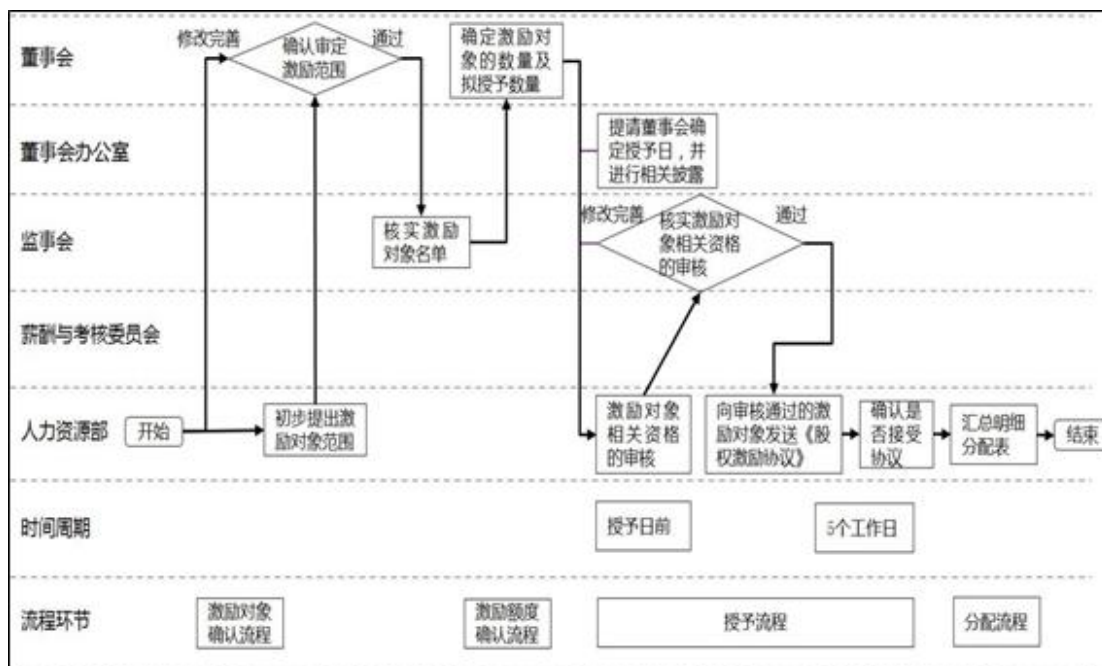 董事会
修改完善
确认审定
激励范围
通过
确定激励对
象的数量及
拟授予数量
董事会办公室
提请董事会确
定授予日,并
进行相关披露
监事会
核实激励
对象名单
修改完善
核实激励对
象相关资格
的审核
通过
薪酬与考核委员会
人力资源部
开始
初步提出激
励对象范围
激励对象
相关资格
的审核
向审核通过的激
励对象发送《股
权激励协议》
确认是
否接受
协议
汇总明细
分配表
结束
时间周期
授予日前
5个工作日
流程环节
激励对象
确认流程
激励额度
确认流程
授予流程
分配流程